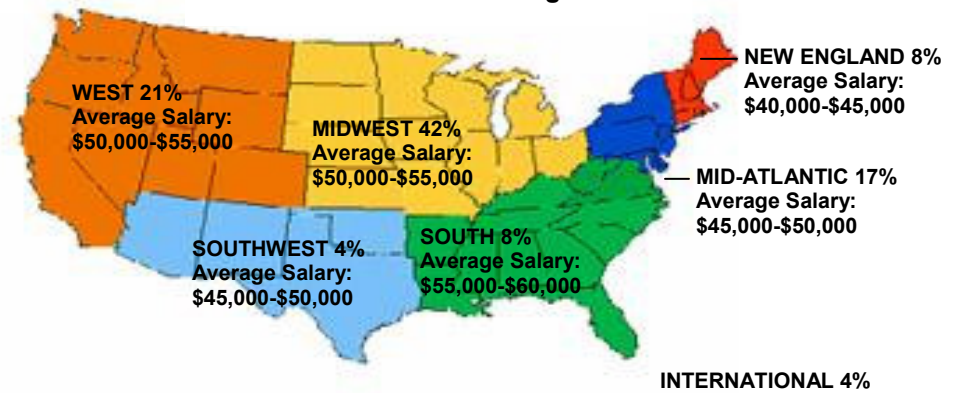 WEST 21%
Average Salary:
$50,000-$55,000
MIDWEST 42%
Average Salary:
$50,000-$55,000
NEW ENGLAND 8%
Average Salary:
$40,000-$45,000
MID-ATLANTIC 17%
Average Salary:
$45,000-$50,000
SOUTHWEST 4%
Average Salary:
$45,000-$50,000
SOUTH 8%
Average Salary:
$55,000-$60,000
INTERNATIONAL 4%